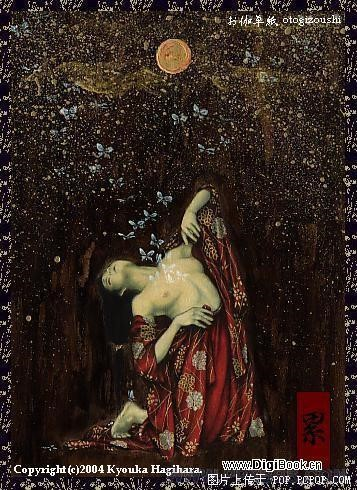 お伽草紙 otogizoushi
累
Copyright(c)2004 Kyouka Hagihara.
www.DigiBook.cn
图片上传于 POP.PCPOP.COM